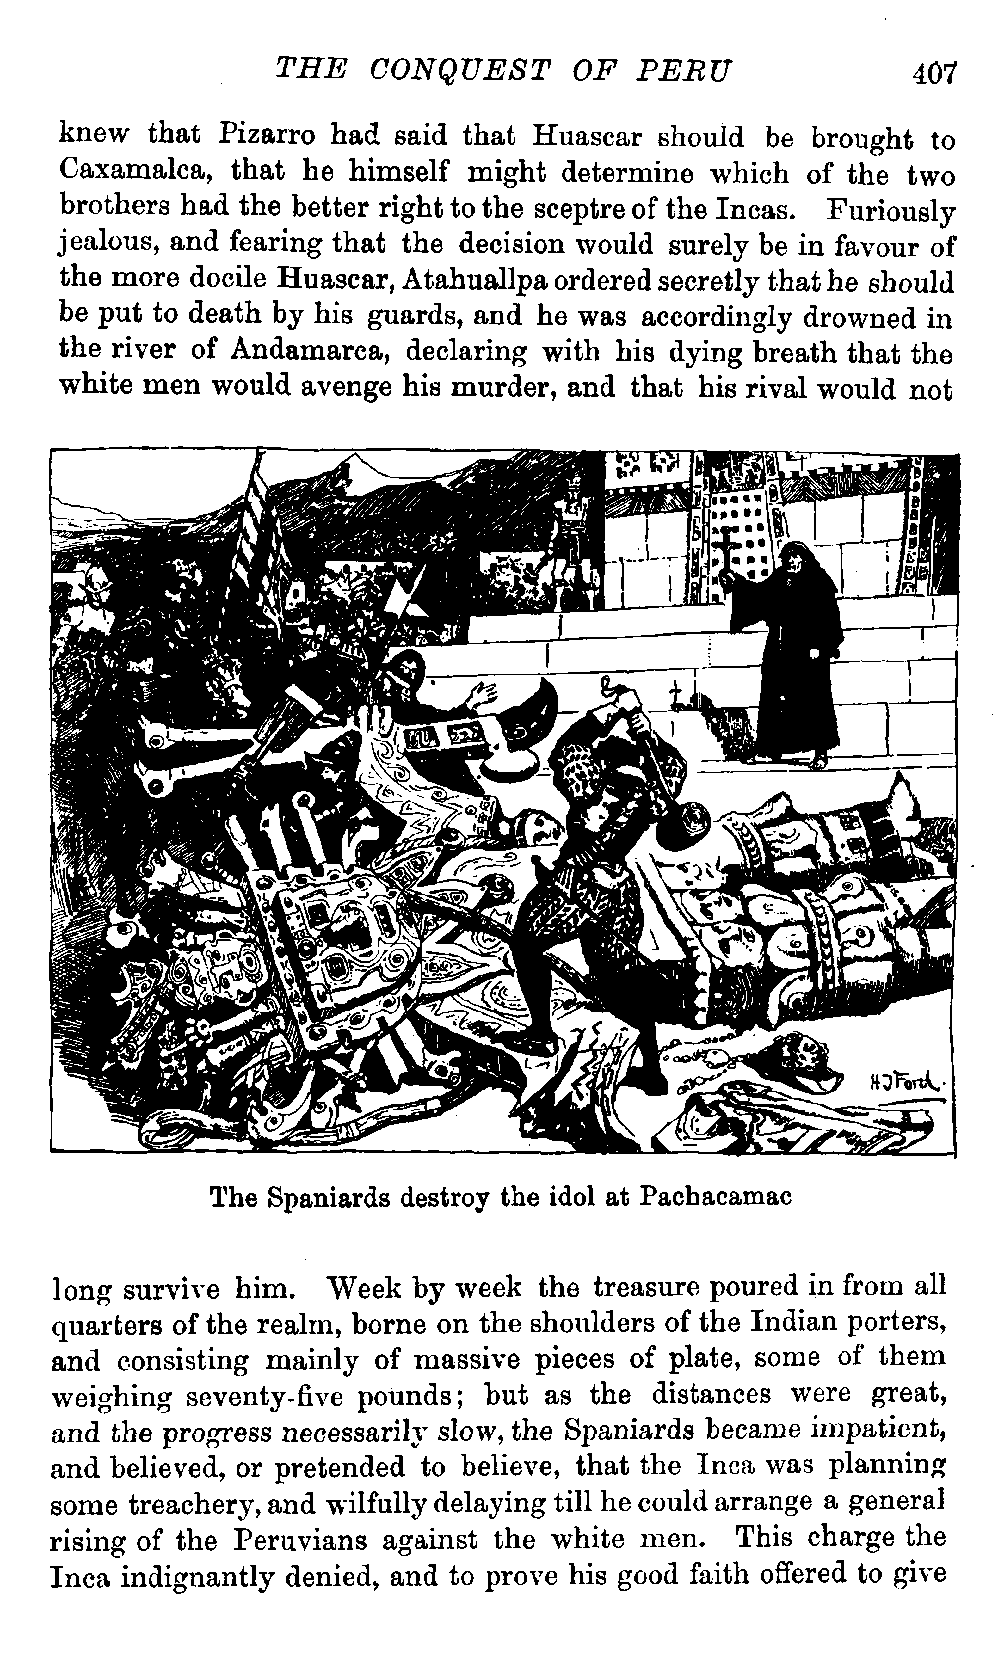 THE CONQUEST OF PERU 407
knew that Pizarro had said that Huascar should be brought to
Caxamalca, that he himself might determine which of the two
brothers had the better right to the sceptre of the Incas. Furiously
jealous, and fearing that the decision would surely be in favour of
the more docile Huascar, Atahuallpa ordered secretly that he should
be put to death by his guards, and he was accordingly drowned in
the river of Andamarca, declaring with his dying breath that the
white men would avenge his murder, and that his rival would not
HJFord.
The Spaniards destroy the idol at Pachacamac
long survive him. Week by week the treasure poured in from all
quarters of the realm, borne on the shoulders of the Indian porters,
and consisting mainly of massive pieces of plate, some of them
weighing seventy-five pounds; but as the distances were great,
and the progress necessarily slow, the Spaniards became impatient,
and believed, or pretended to believe, that the Inca was planning
some treachery, and wilfully delaying till he could arrange a general
rising of the Peruvians against the white men. This charge the
Inca indignantly denied, and to prove his good faith offered to give